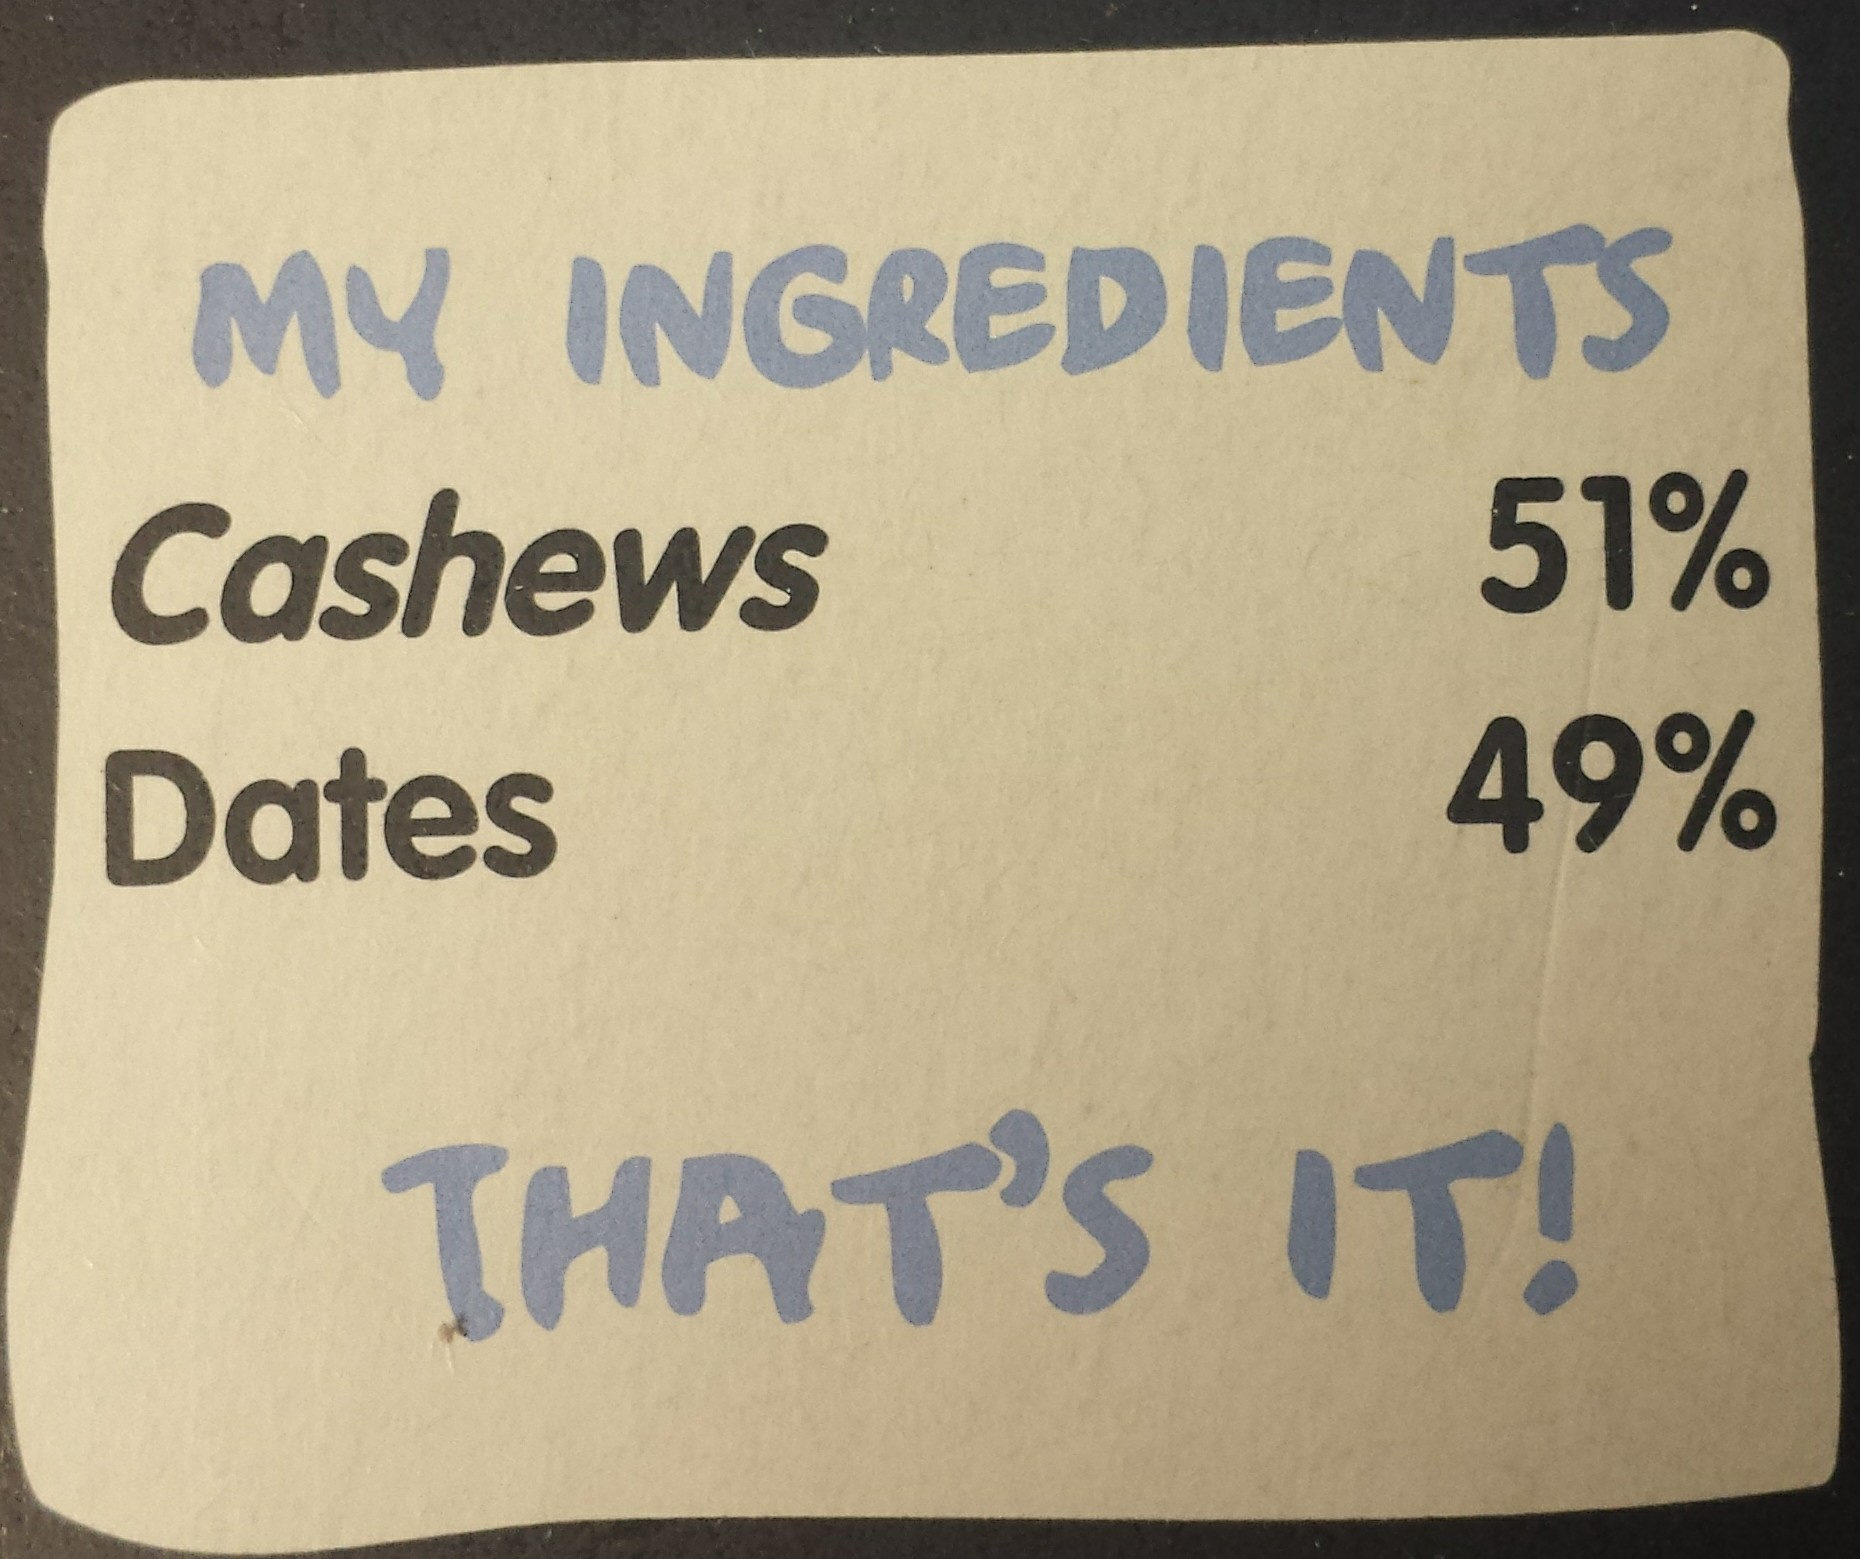 MY INGREDIENTS
Cashews 51%
Dates 49%
THAT'S IT!